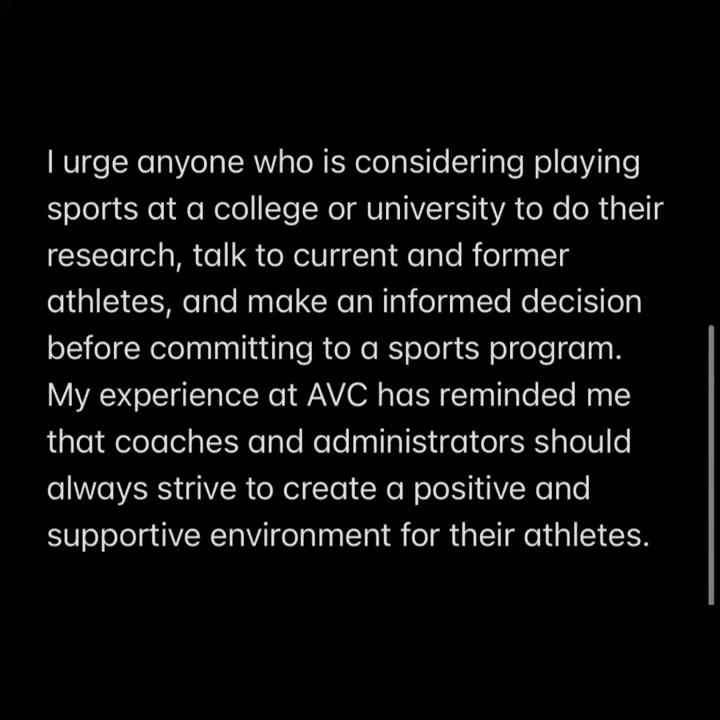 I urge anyone who is considering playing
sports at a college or university to do their
research, talk to current and former
athletes, and make an informed decision
before committing to a sports program.
My experience at AVC has reminded me
that coaches and administrators should
always strive to create a positive and
supportive environment for their athletes.